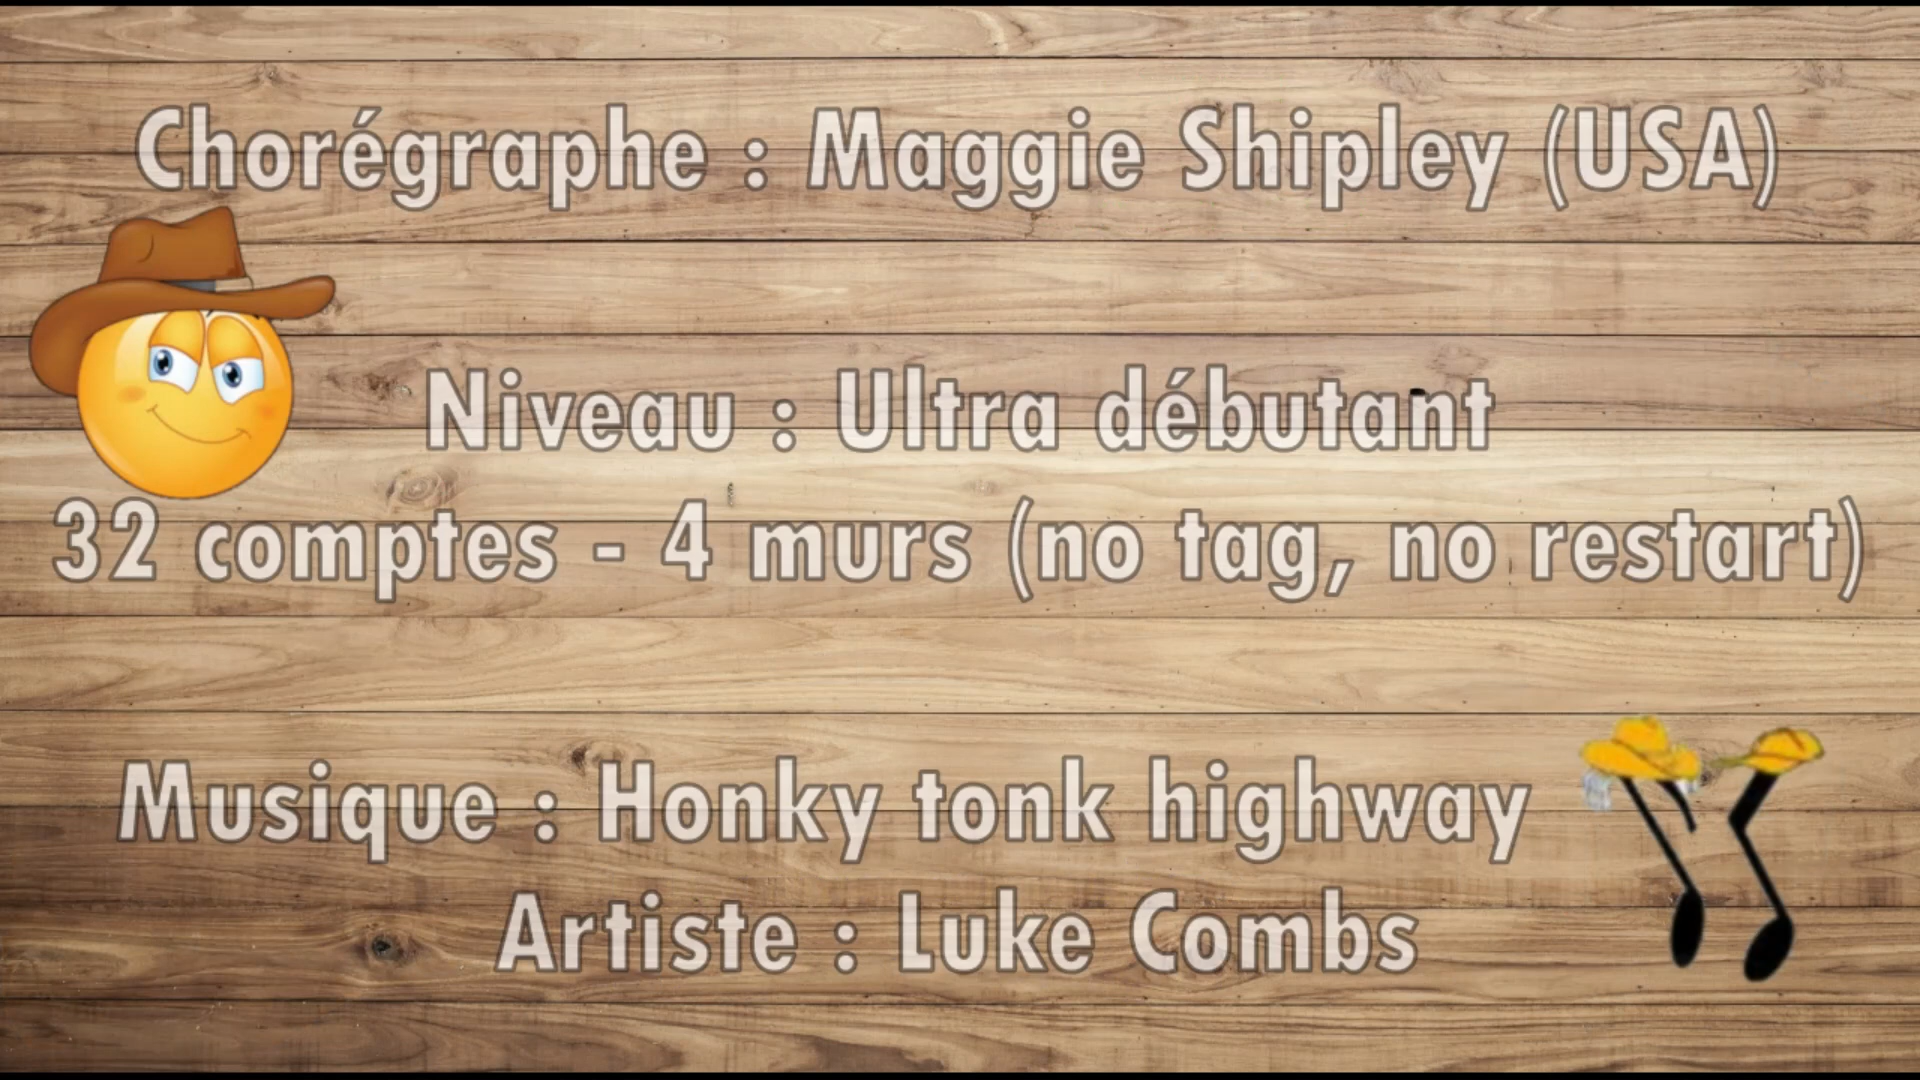 Chorégraphe : Maggie Shipley (USA)
Niveau : Ultra débutant
32 comptes - 4 murs (no tag, no restart)
Musique : Honky tonk highway
Artiste : Luke Combs